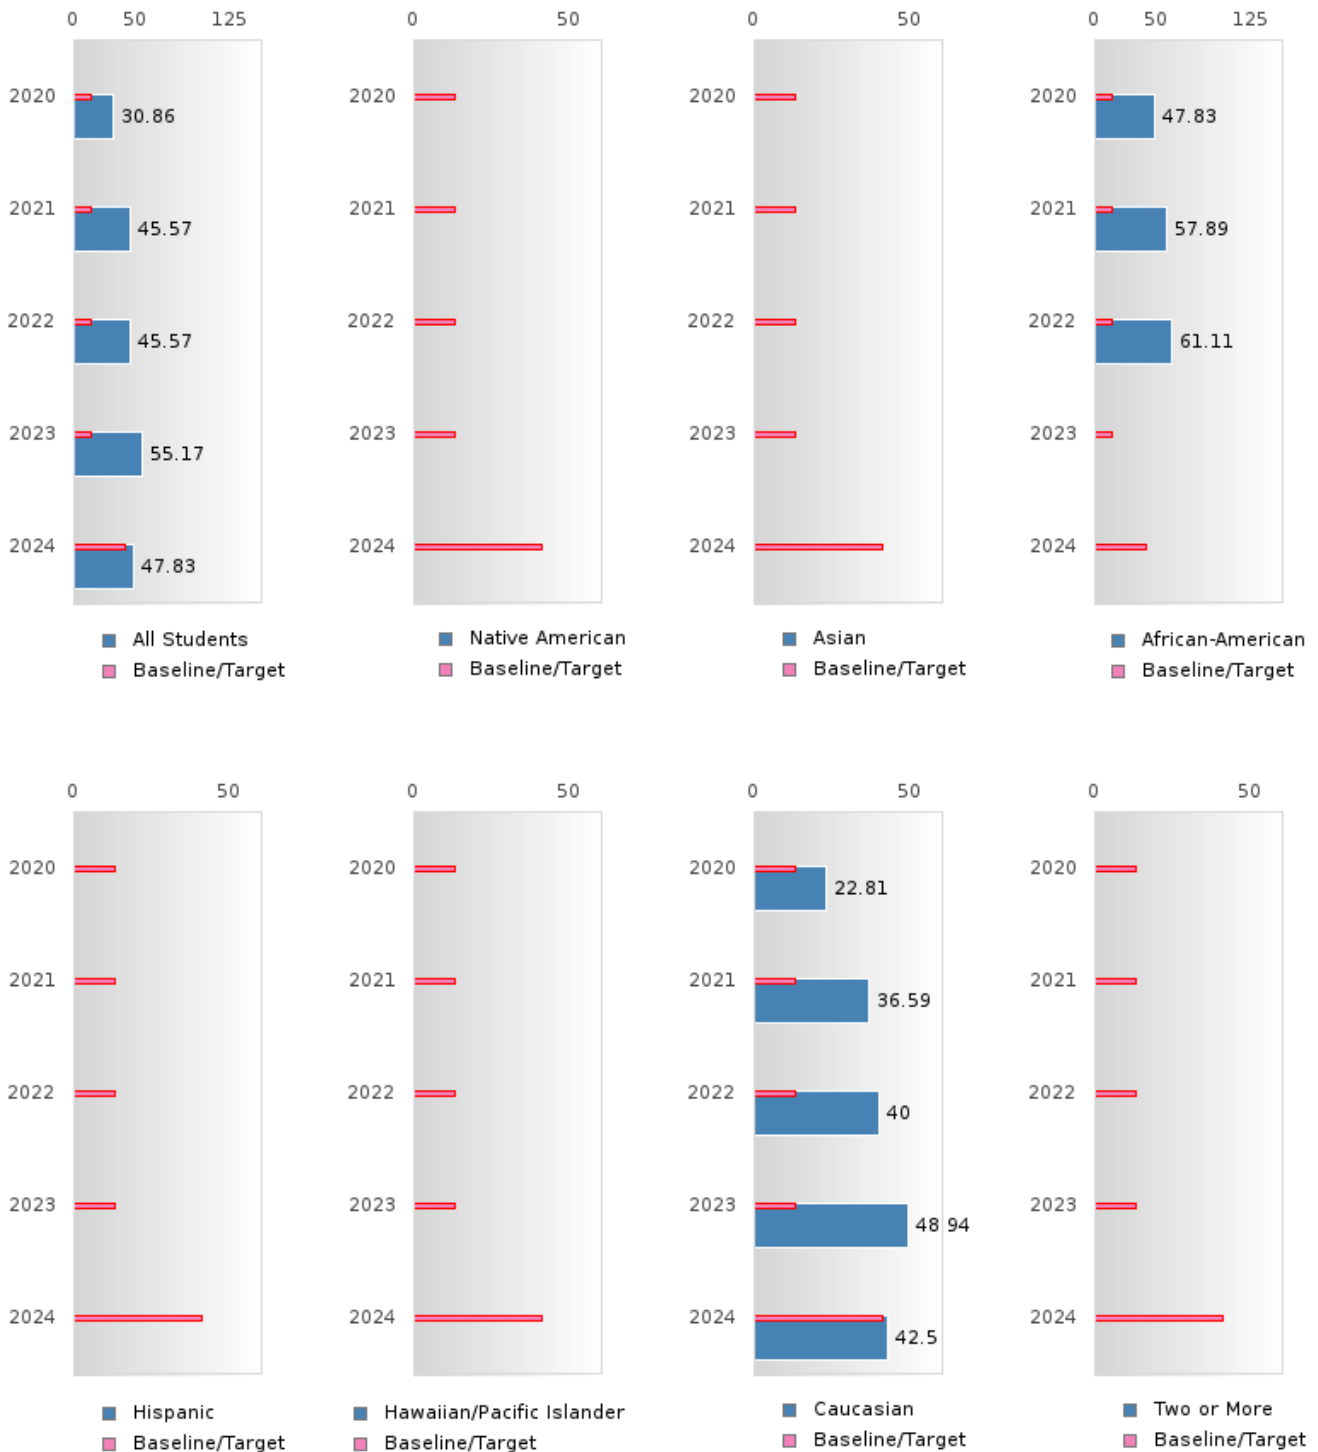 0 50 125 0 50 0 50 0 50 125
2020 30.86 2020 2020 2020 47.83
2021 45.57 2021 2021 2021 57.89
2022 45.57 2022 2022 2022 61.11
2023 55.17 2023 2023 2023
2024 47.83 2024 2024 2024
All Students Native American Asian African-American
Baseline/Target Baseline/Target Baseline/Target Baseline/Target
0 50 0 50 0 50 0 50
2020 2020 2020 22.81 2020
2021 2021 2021 36.59 2021
2022 2022 2022 40 2022
2023 2023 2023 48.94 2023
2024 2024 2024 42.5 2024
Hispanic Hawaiian/Pacific Islander Caucasian Two or More
Baseline/Target Baseline/Target Baseline/Target Baseline/Target